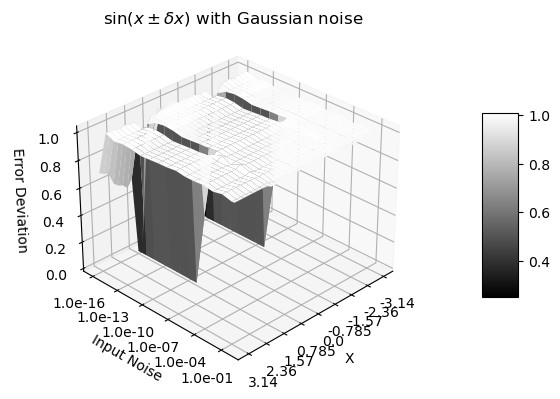 sin(x ± δx) with Gaussian noise
Error Deviation
1.0
0.8
0.6
0.4
0.2
0.0
1.0e-16
1.0e-13
1.0e-10
1.0e-07
1.0e-04
1.0e-01
Input Noise
-3.14
-2.36
-1.57
-0.785
0.0
0.785
1.57
2.36
3.14
X
1.0
0.8
0.6
0.4